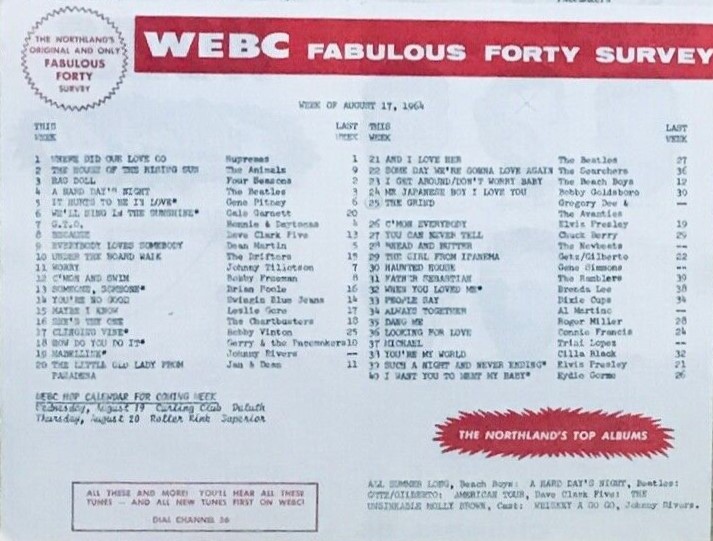 THE NORTHLAND'S
ORIGINAL AND ONLY
FABULOUS
FORTY
SURVEY
WEBC FABULOUS FORTY SURVEY
WEEK OF AUGUST 17, 1964
THIS LAST
WEEK WEEK
1 WHERE DID OUR LOVE GO Supremes 1
2 THE HOUSE OF THE RISING SUN The Animals 9
3 RAG DOLL Four Seasons 2
4 A HARD DAY'S NIGHT The Beatles 3
5 IT HURTS TO BE IN LOVE* Gene Pitney 6
6 WE'LL SING IN THE SUNSHINE* Gale Garnett 20
7 G.T.O. Ronnie & Daytonas 4
8 BECAUSE Dave Clark Five 13
9 EVERYBODY LOVES SOMEBODY Dean Martin 5
10 UNDER THE BOARD WALK The Drifters 15
11 WORRY Johnny Tillotson 7
12 C'MON AND SWIM Bobby Freeman 8
13 SOMEONE, SOMEONE* Brian Poole 16
14 YOU'RE NO GOOD Swingin Blue Jeans 14
15 MAYBE I KNOW Lesley Gore 17
16 SHE'S THE ONE The Chartbusters 18
17 CLINGING VINE* Bobby Vinton 25
18 HOW DO YOU DO IT* Gerry & the Pacemakers 10
19 MABELLINE* Johnny Rivers --
20 THE LITTLE OLD LADY FROM Jan & Dean 11
PASADENA
WEBC HOP CALENDAR FOR COMING WEEK
Wednesday, August 19 Curling Club Duluth
Thursday, August 20 Roller Rink Superior
ALL THESE AND MORE! YOU'LL HEAR ALL THESE
TUNES — AND ALL NEW TUNES FIRST ON WEBC!
DIAL CHANNEL 56
THIS LAST
WEEK WEEK
21 AND I LOVE HER The Beatles 27
22 SOME DAY WE'RE GONNA LOVE AGAIN The Searchers 36
23 I GET AROUND/DON'T WORRY BABY The Beach Boys 12
24 ME JAPANESE BOY I LOVE YOU Bobby Goldsboro 30
25 THE GRIND Gregory Dee & --
The Avanties
26 C'MON EVERYBODY Elvis Presley 19
27 YOU CAN NEVER TELL Chuck Berry 29
28 BREAD AND BUTTER The Newbeats --
29 THE GIRL FROM IPANEMA Getz/Gilberto 22
30 HAUNTED HOUSE Gene Simmons --
31 FATHER SEBASTIAN The Ramblers 39
32 WHEN YOU LOVED ME* Brenda Lee 38
33 PEOPLE SAY Dixie Cups 34
34 ALWAYS TOGETHER Al Martino --
35 DANG ME Roger Miller 28
36 LOOKING FOR LOVE Connie Francis 24
37 MICHAEL Trini Lopez --
38 YOU'RE MY WORLD Cilla Black 32
39 SUCH A NIGHT AND NEVER ENDING* Elvis Presley 21
40 I WANT YOU TO MEET MY BABY* Eydie Gorme 26
THE NORTHLAND'S TOP ALBUMS
ALL SUMMER LONG, Beach Boys: A HARD DAY'S NIGHT, Beatles:
GETZ/GILBERTO: AMERICAN TOUR, Dave Clark Five: THE
UNSINKABLE MOLLY BROWN, Cast: WHISKEY A GO GO, Johnny Rivers.